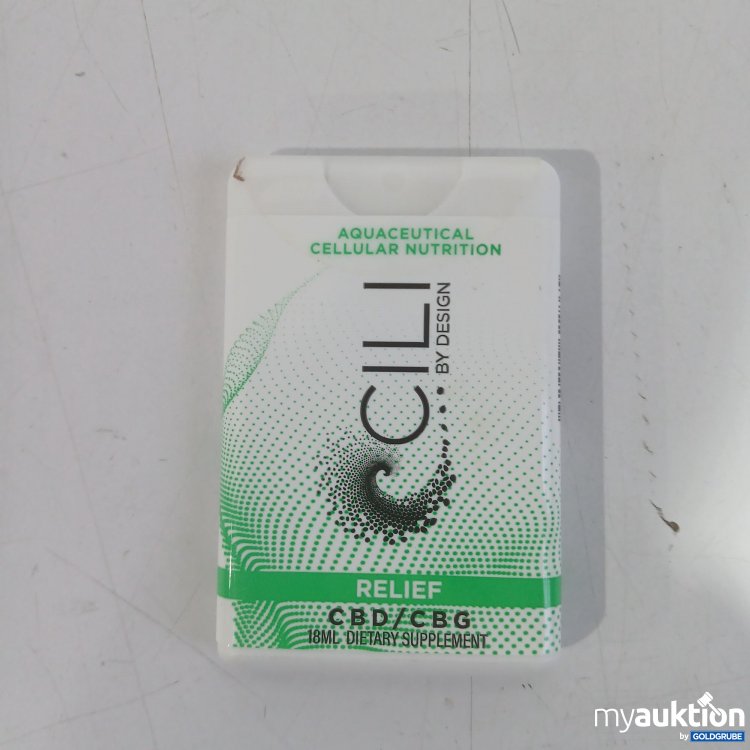 AQUACEUTICAL
CELLULAR NUTRITION
CILI
BY DESIGN
RELIEF
CBD/CBG
18ML DIETARY SUPPLEMENT
myauktion
by GOLDGRUBE